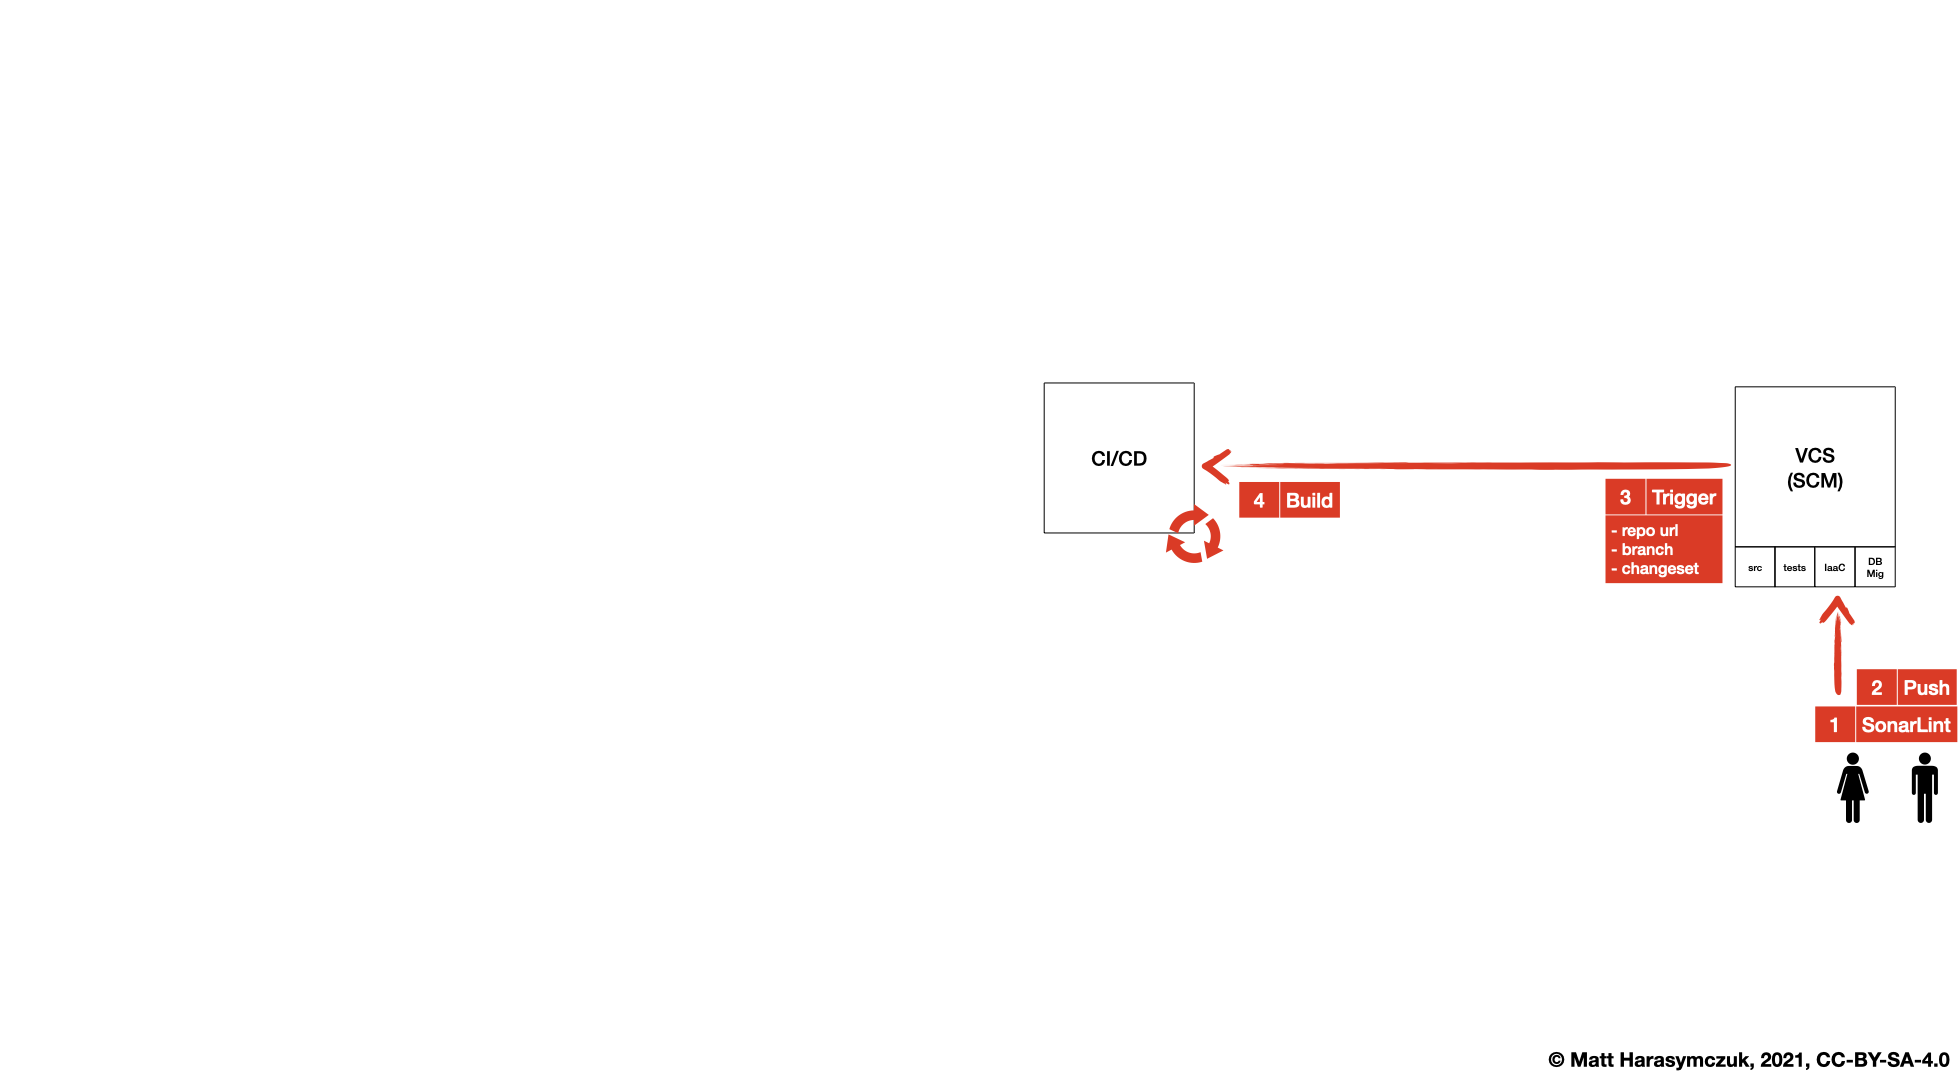 CI/CD
4 Build
VCS
(SCM)
3 Trigger
- repo url
- branch
- changeset
src
tests
IaaC
DB
Mig
2 Push
1 SonarLint
© Matt Harasymczuk, 2021, CC-BY-SA-4.0